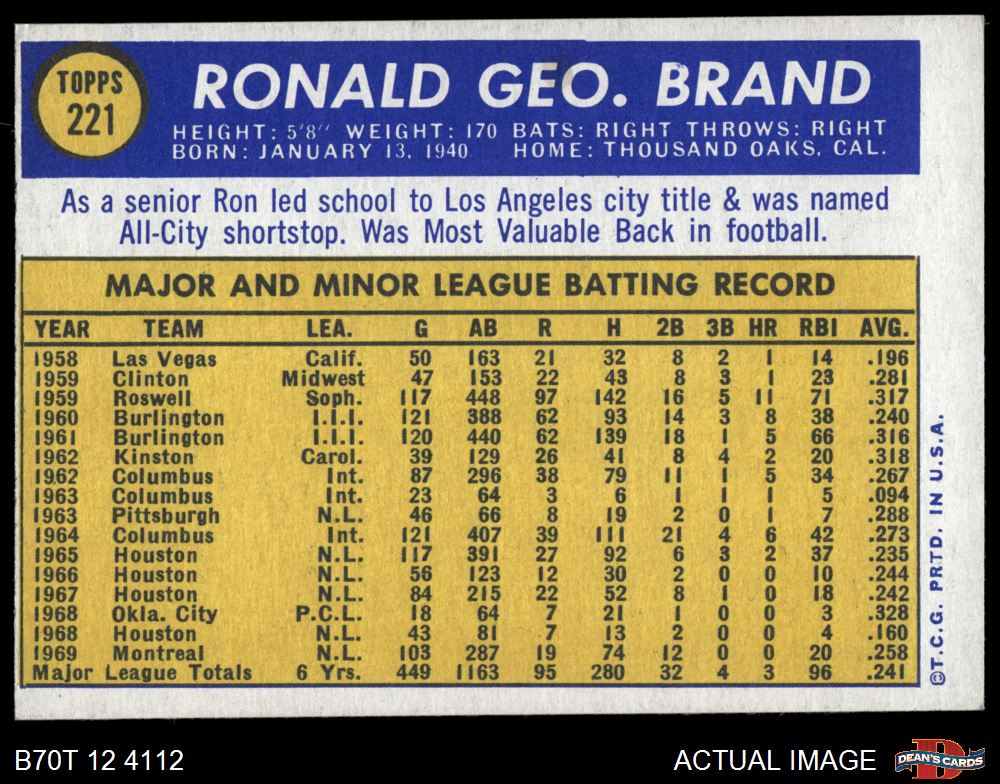 TOPPS
221
RONALD GEO. BRAND
HEIGHT: 5'8" WEIGHT: 170 BATS: RIGHT THROWS: RIGHT
BORN: JANUARY 13, 1940 HOME: THOUSAND OAKS, CAL.
As a senior Ron led school to Los Angeles city title & was named
All-City shortstop. Was Most Valuable Back in football.
MAJOR AND MINOR LEAGUE BATTING RECORD
YEAR TEAM LEA. G AB R H 2B 3B HR RBI AVG.
1958 Las Vegas Calif. 50 163 21 32 8 2 1 14 .196
1959 Clinton Midwest 47 153 22 43 8 3 1 23 .281
1959 Roswell Soph. 117 448 97 142 16 5 11 71 .317
1960 Burlington I.I.I. 121 388 62 93 14 3 8 38 .240
1961 Burlington I.I.I. 120 440 62 139 18 1 5 66 .316
1962 Kinston Carol. 39 129 26 41 8 4 2 20 .318
1962 Columbus Int. 87 296 38 79 11 1 5 34 .267
1963 Columbus Int. 23 64 3 6 1 1 1 5 .094
1963 Pittsburgh N.L. 46 66 8 19 2 0 1 7 .288
1964 Columbus Int. 121 407 39 111 21 4 6 42 .273
1965 Houston N.L. 117 391 27 92 6 3 2 37 .235
1966 Houston N.L. 56 123 12 30 2 0 0 10 .244
1967 Houston N.L. 84 215 22 52 8 1 0 18 .242
1968 Okla. City P.C.L. 18 64 7 21 1 0 0 3 .328
1968 Houston N.L. 43 81 7 13 2 0 0 4 .160
1969 Montreal N.L. 103 287 19 74 12 0 0 20 .258
Major League Totals 6 Yrs. 449 1163 95 280 32 4 3 96 .241
©T.C.G. PRTD. IN U.S.A.
B70T 12 4112
ACTUAL IMAGE
D
DEAN'S CARDS